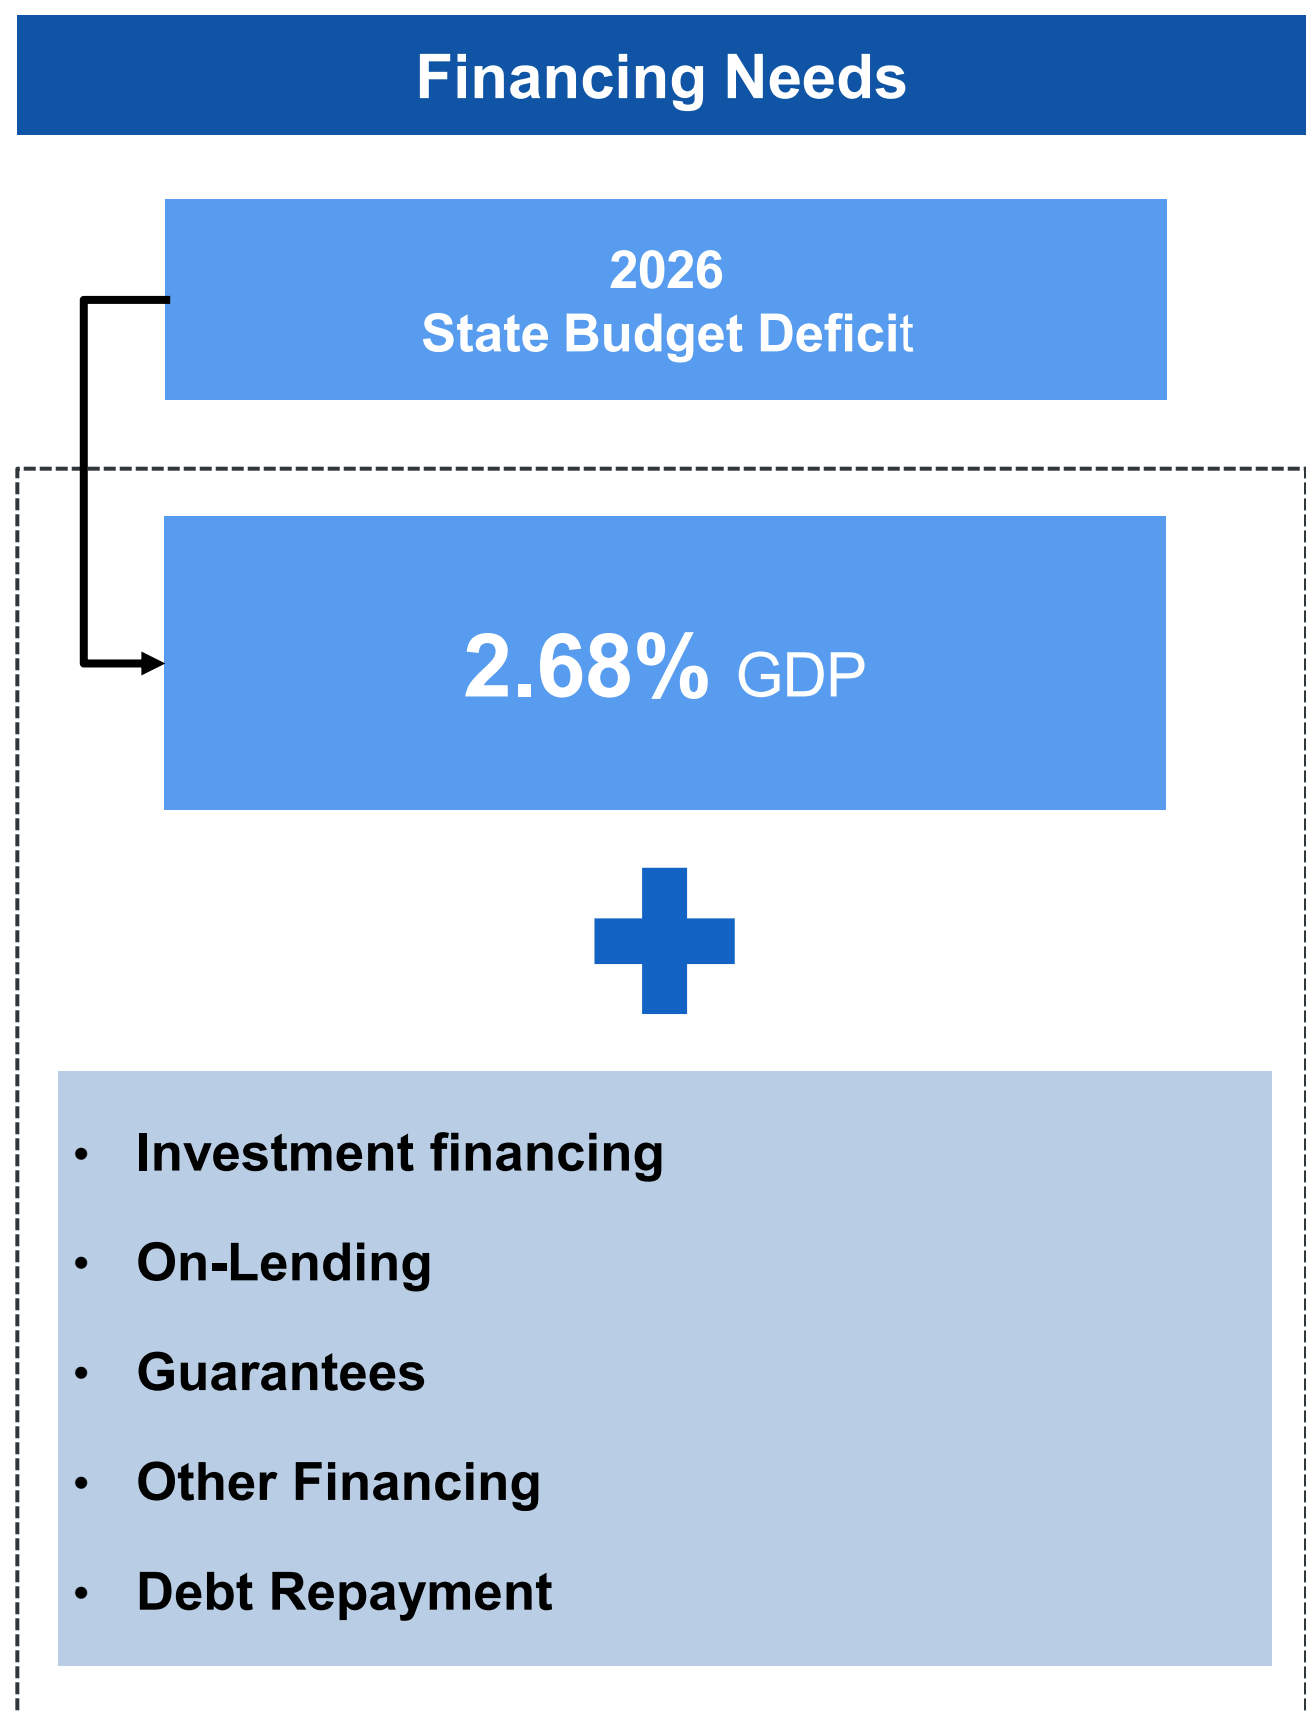 Financing Needs
2026
State Budget Deficit
2.68% GDP
• Investment financing
• On-Lending
• Guarantees
• Other Financing
• Debt Repayment